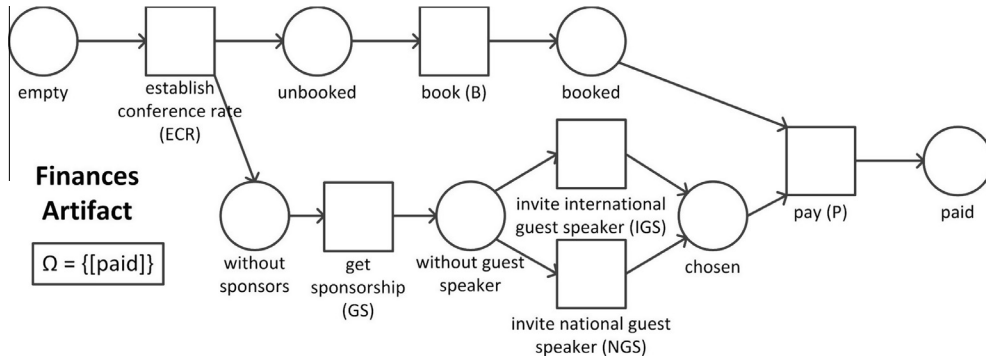 empty
establish
conference rate
(ECR)
unbooked
book (B)
booked
Finances
Artifact
Ω = {[paid]}
without
sponsors
get
sponsorship
(GS)
without guest
speaker
invite international
guest speaker (IGS)
invite national guest
speaker (NGS)
chosen
pay (P)
paid